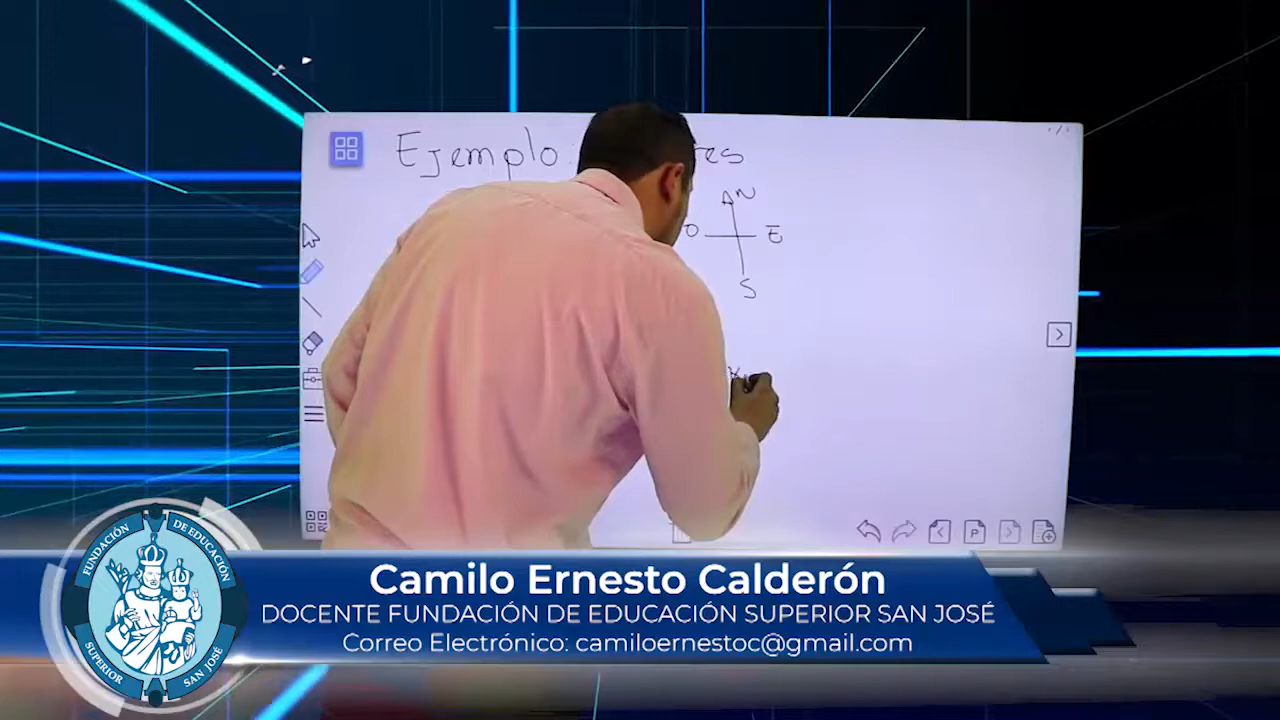 Ejemplo:
N
O E
S
P
Camilo Ernesto Calderón
DOCENTE FUNDACIÓN DE EDUCACIÓN SUPERIOR SAN JOSÉ
Correo Electrónico: camiloernestoc@gmail.com
FUNDACIÓN DE EDUCACIÓN
SUPERIOR SAN JOSÉ